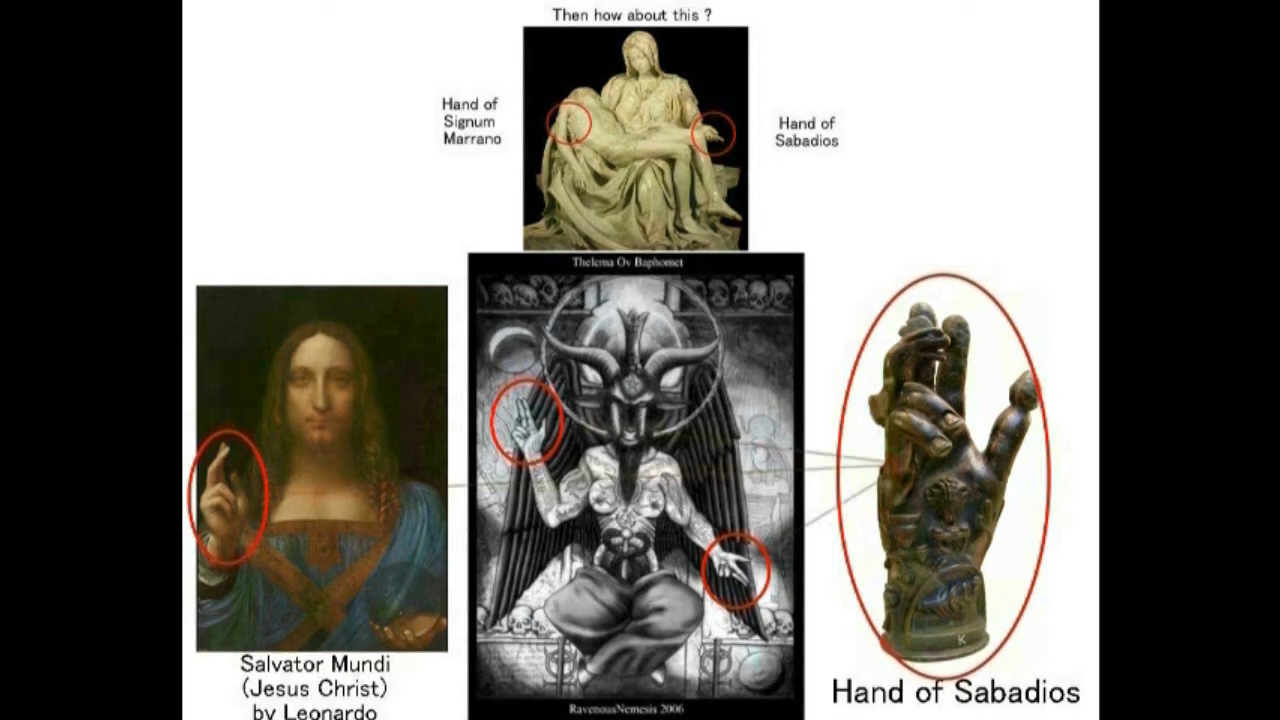 Then how about this ?
Hand of
Signum
Marrano
Hand of
Sabadios
Thelema Ov Baphomet
RavenousNemesis 2006
Salvator Mundi
(Jesus Christ)
by Leonardo
K
Hand of Sabadios